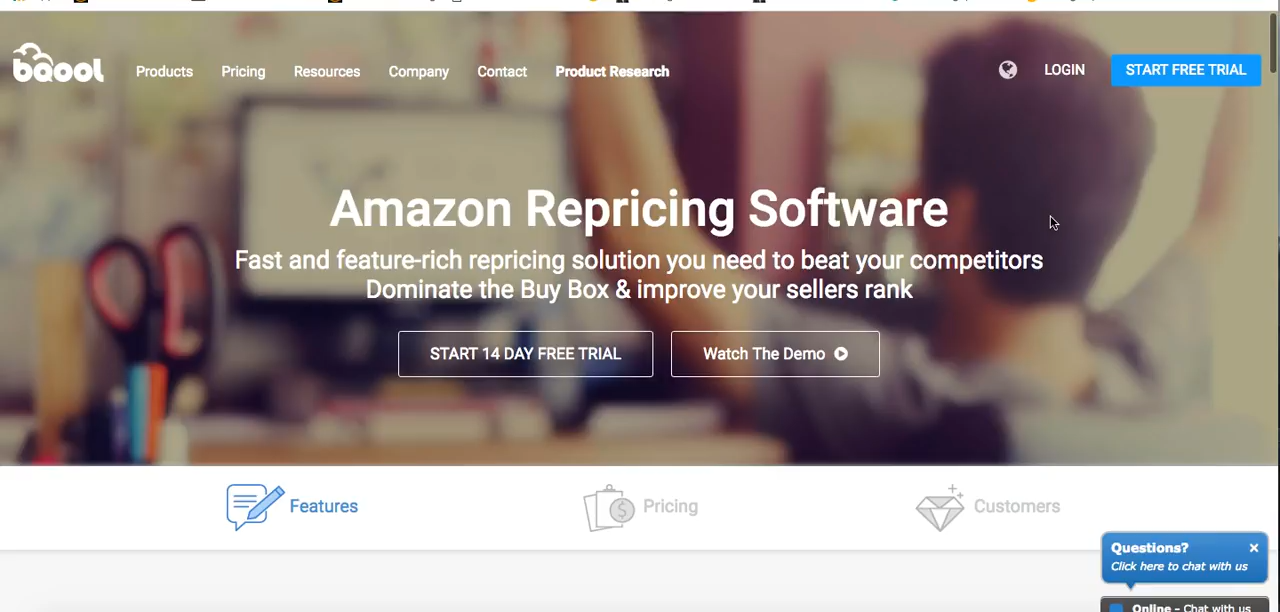 bqool
Products
Pricing
Resources
Company
Contact
Product Research
LOGIN
START FREE TRIAL
Amazon Repricing Software
Fast and feature-rich repricing solution you need to beat your competitors
Dominate the Buy Box & improve your sellers rank
START 14 DAY FREE TRIAL
Watch The Demo
Features
Pricing
Customers
Questions?
Click here to chat with us
Online - Chat with us